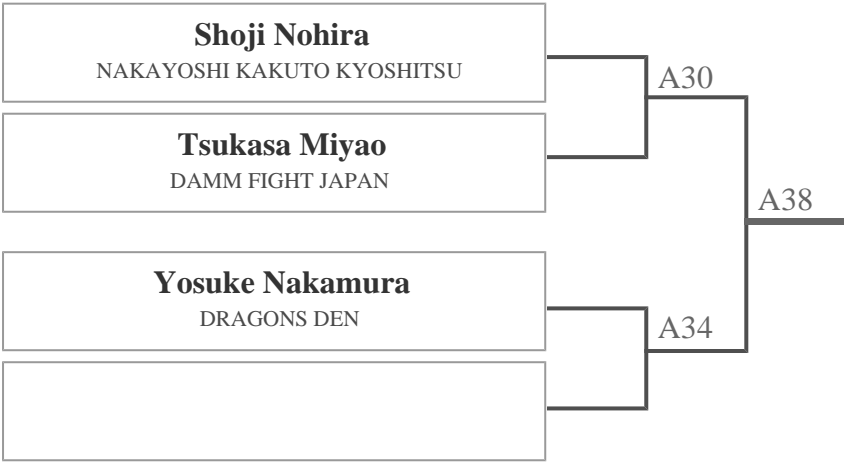 Shoji Nohira
NAKAYOSHI KAKUTO KYOSHITSU
A30
Tsukasa Miyao
DAMM FIGHT JAPAN
A38
Yosuke Nakamura
DRAGONS DEN
A34